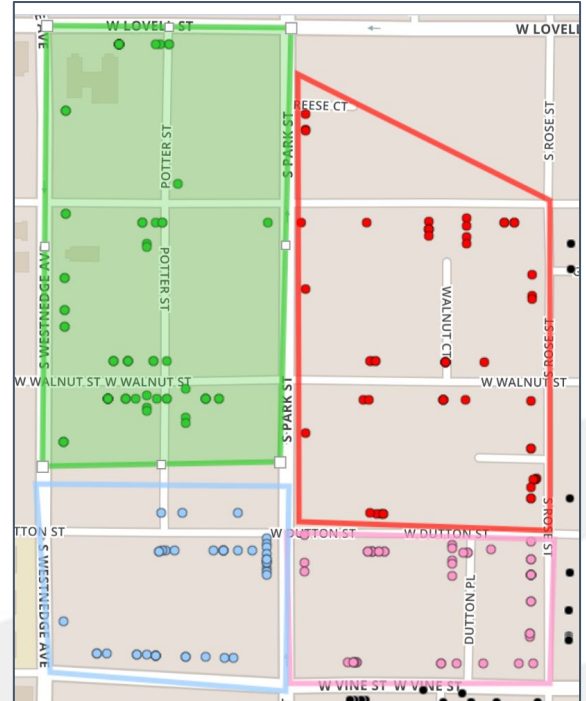 E AVE
W LOVELL ST
W LOVELL
REESE CT
S PARK ST
POTTER ST
S ROSE ST
S WESTNEDGE AV
POTTER ST
WALNUT CT
S ROSE ST
G
W WALNUT ST W WALNUT ST
W WALNUT ST
S PARK ST
TTON ST
W DUTTON ST
W DUTTON ST
S ROSE ST
S WESTNEDGE AVE
DUTTON PL
W VINE ST W VINE ST